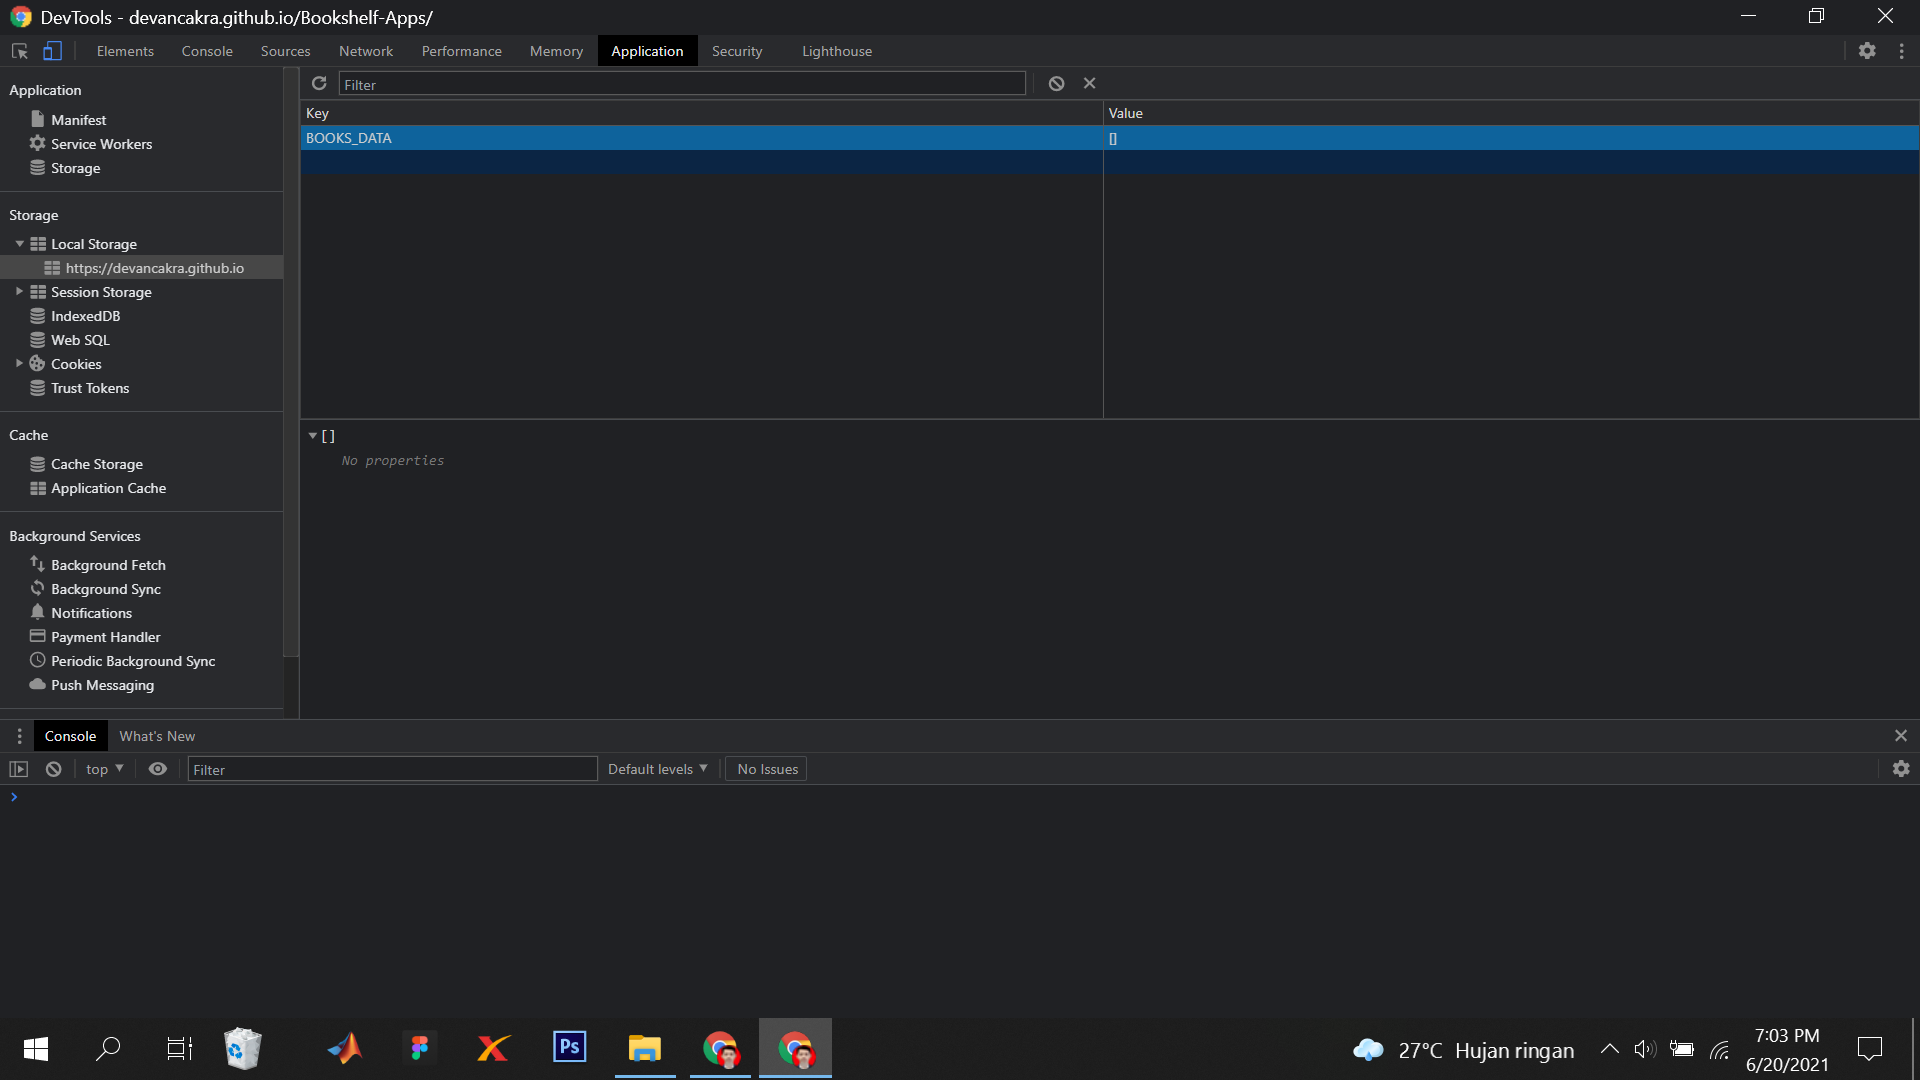 DevTools - devancakra.github.io/Bookshelf-Apps/
Elements Console Sources Network Performance Memory Application Security Lighthouse
Application
Manifest
Service Workers
Storage
Storage
Local Storage
https://devancakra.github.io
Session Storage
IndexedDB
Web SQL
Cookies
Trust Tokens
Cache
Cache Storage
Application Cache
Background Services
Background Fetch
Background Sync
Notifications
Payment Handler
Periodic Background Sync
Push Messaging
Filter
Key Value
BOOKS_DATA []
[]
No properties
Console What's New
top Filter Default levels No Issues
Ps
27°C Hujan ringan
7:03 PM
6/20/2021